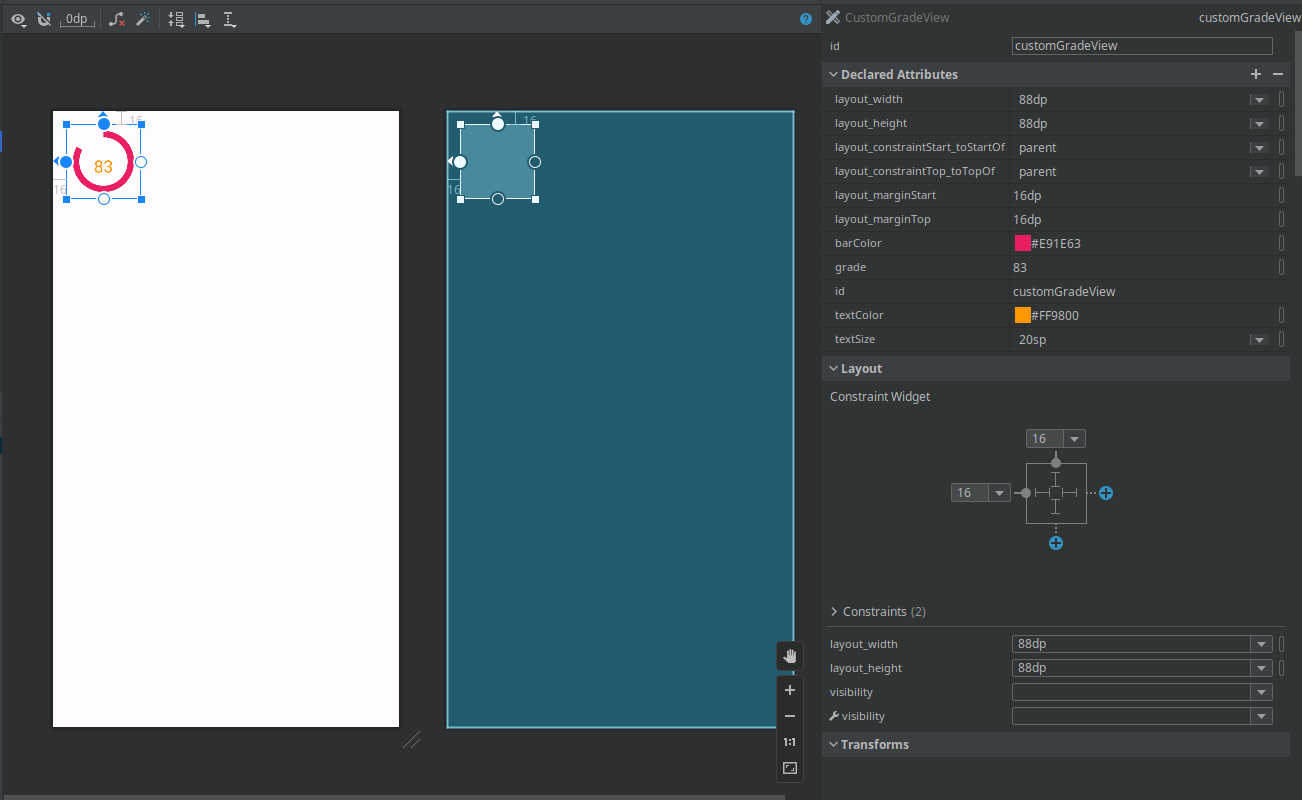 0dp
?
CustomGradeView customGradeView
id customGradeView
Declared Attributes
layout_width 88dp
layout_height 88dp
layout_constraintStart_toStartOf parent
layout_constraintTop_toTopOf parent
layout_marginStart 16dp
layout_marginTop 16dp
barColor #E91E63
grade 83
id customGradeView
textColor #FF9800
textSize 20sp
Layout
Constraint Widget
16
16
Constraints (2)
layout_width 88dp
layout_height 88dp
visibility
visibility
Transforms
16
83
16
16
16
1:1